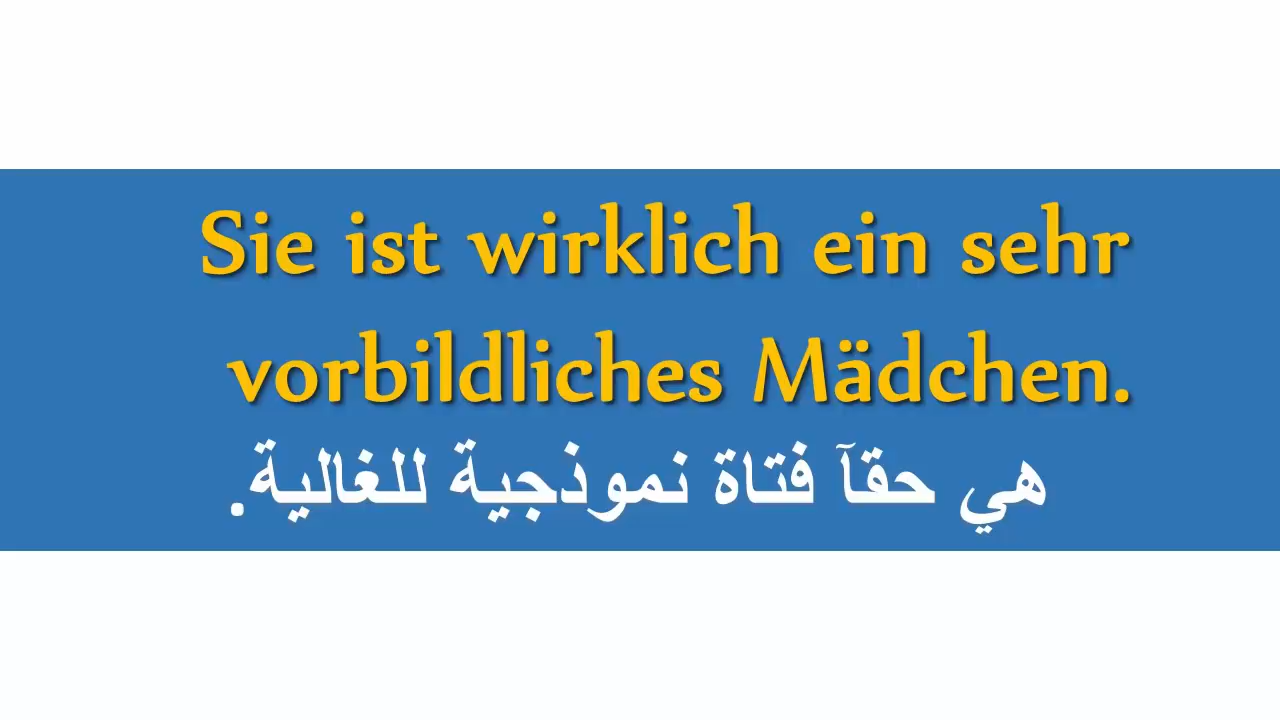 Sie ist wirklich ein sehr
vorbildliches Mädchen.
هي حقآ فتاة نموذجية للغالية.